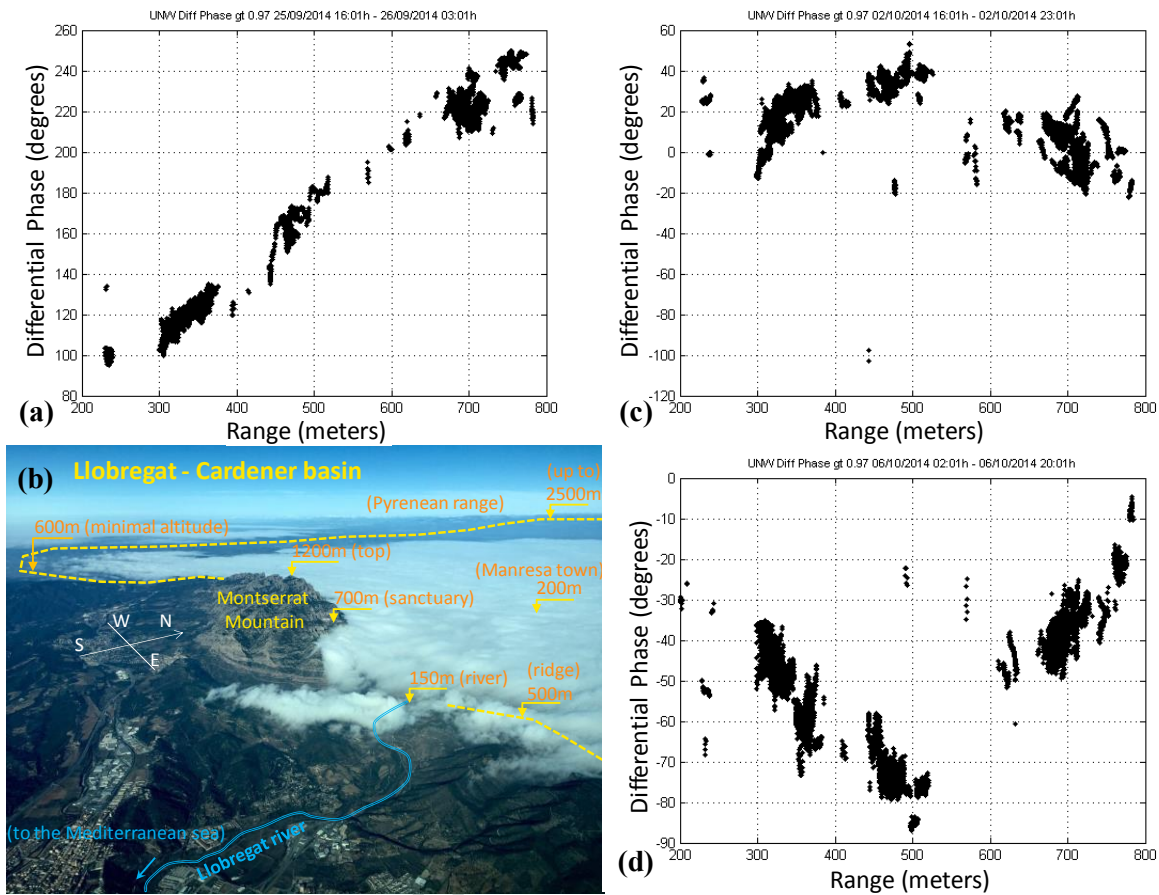 UNW Diff Phase gt 0.97 25/09/2014 16:01h - 26/09/2014 03:01h
260
240
220
200
180
160
140
120
100
80
200 300 400 500 600 700 800
Differential Phase (degrees)
Range (meters)
(a)
UNW Diff Phase gt 0.97 02/10/2014 16:01h - 02/10/2014 23:01h
60
40
20
0
-20
-40
-60
-80
-100
-120
200 300 400 500 600 700 800
Differential Phase (degrees)
Range (meters)
(c)
(b)
Llobregat - Cardener basin
(up to)
2500m
(Pyrenean range)
600m (minimal altitude)
1200m (top)
(Manresa town)
200m
Montserrat
Mountain
700m (sanctuary)
W
N
S
E
150m (river)
(ridge)
500m
(to the Mediterranean sea)
Llobregat river
UNW Diff Phase gt 0.97 06/10/2014 02:01h - 06/10/2014 20:01h
0
-10
-20
-30
-40
-50
-60
-70
-80
-90
200 300 400 500 600 700 800
Differential Phase (degrees)
Range (meters)
(d)